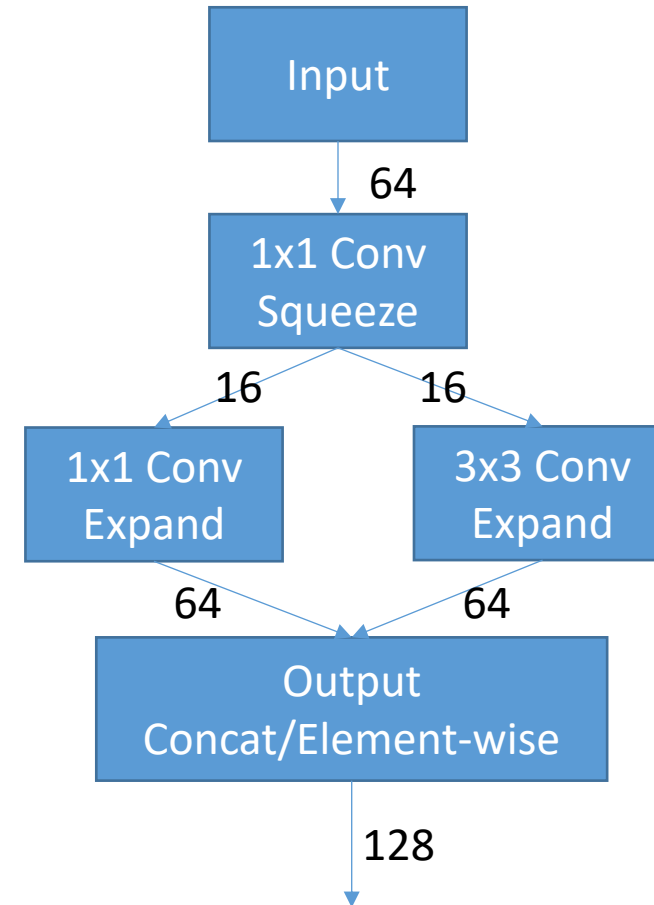 Input
64
1x1 Conv
Squeeze
16
16
1x1 Conv
Expand
3x3 Conv
Expand
64
64
Output
Concat/Element-wise
128